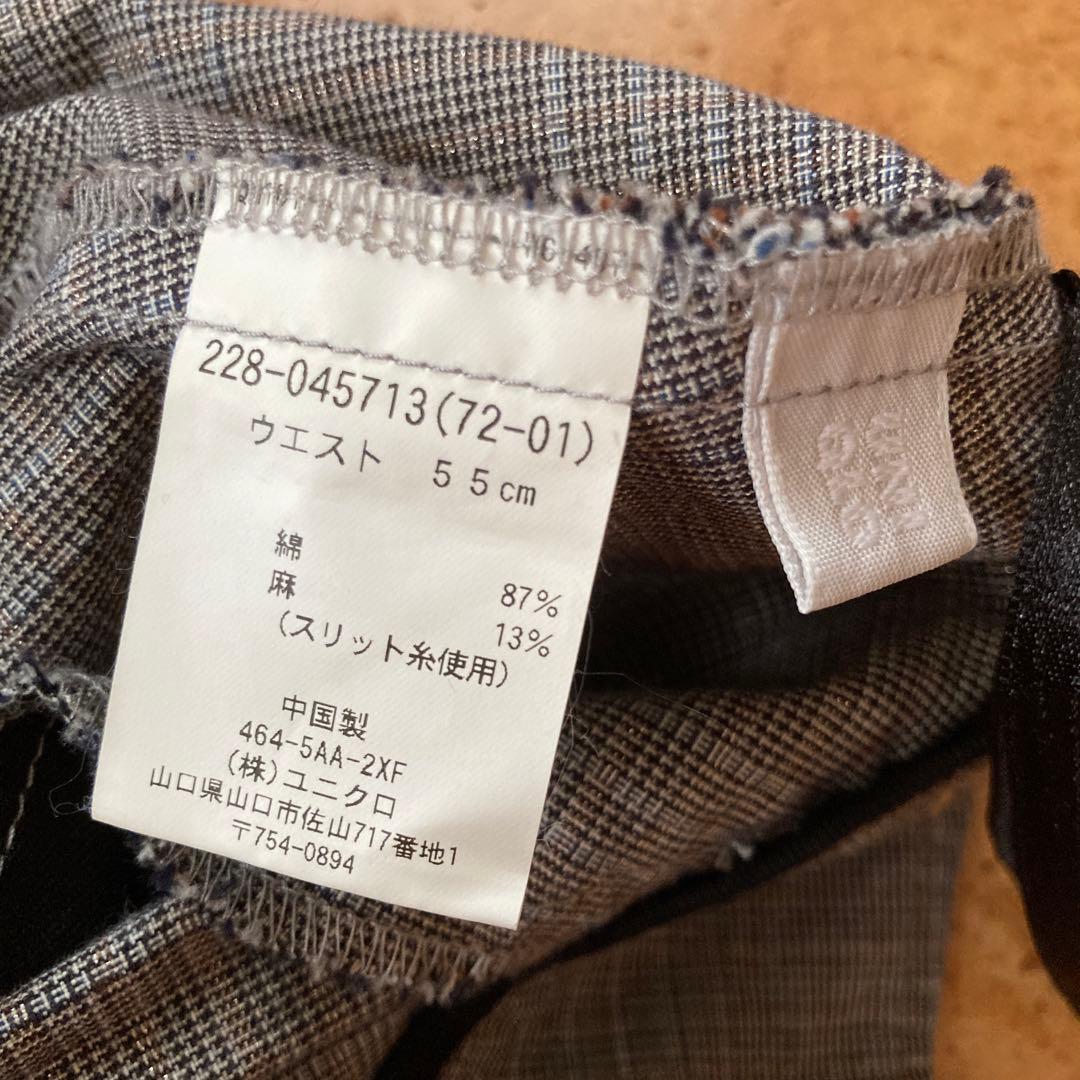 228-045713(72-01)
ウエスト 55cm
綿 87%
麻 13%
(スリット糸使用)
中国製
464-5AA-2XF
(株)ユニクロ
山口県山口市佐山717番地1
〒754-0894
UNI
QLO